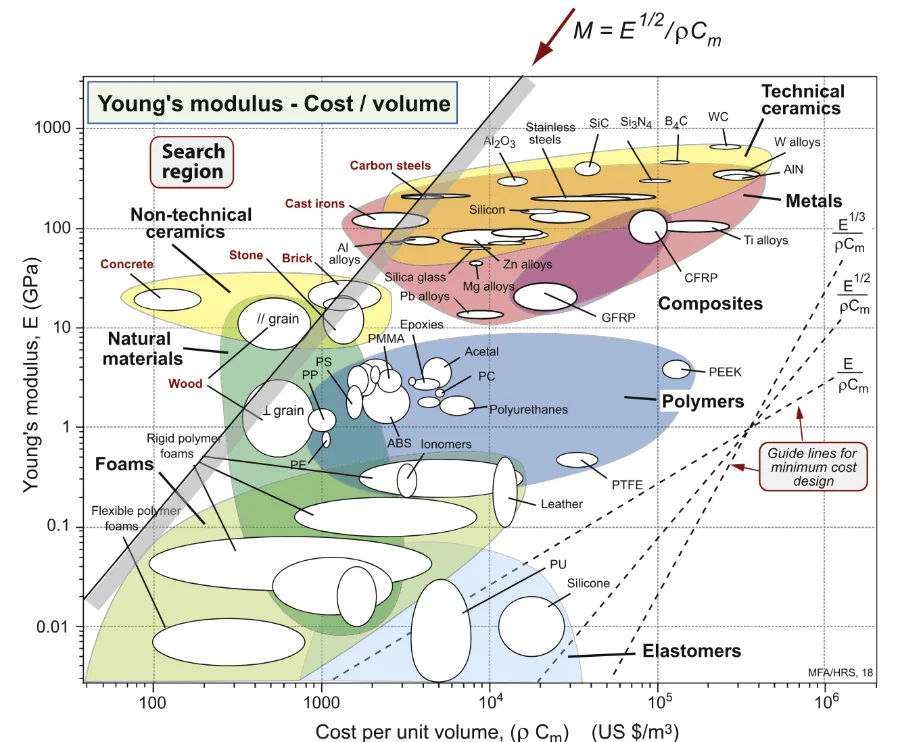 M = E^1/2/ρC_m
Young's modulus - Cost / volume
Technical
ceramics
1000
Search
region
Al2O3
Stainless
steels
SiC
Si3N4
B4C
WC
W alloys
AlN
Carbon steels
Metals
Cast irons
Silicon
Non-technical
ceramics
100
Al
alloys
Ti alloys
E^1/3
ρC_m
Concrete
Stone
Brick
Silica glass
Zn alloys
Mg alloys
CFRP
E^1/2
ρC_m
Pb alloys
GFRP
Composites
10
// grain
Epoxies
Natural
materials
PMMA
Acetal
PS
PP
PC
PEEK
E
ρC_m
Wood
⊥ grain
Polyurethanes
Polymers
1
Rigid polymer
foams
ABS
Ionomers
PE
Foams
PTFE
Guide lines for
minimum cost
design
Leather
Flexible polymer
foams
0.1
PU
Silicone
0.01
Elastomers
MFA/HRS, 18
Young's modulus, E (GPa)
100
1000
10^4
10^5
10^6
Cost per unit volume, (ρ C_m) (US $/m³)